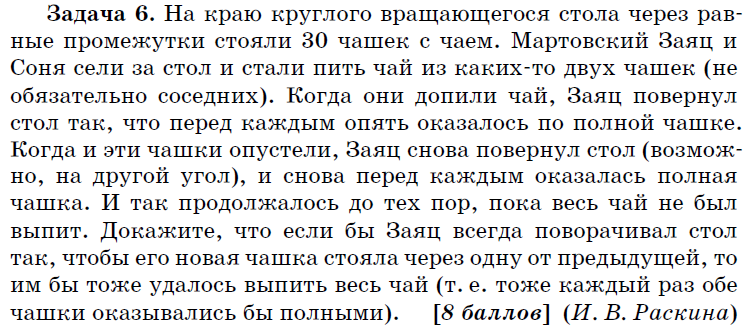 Задача 6. На краю круглого вращающегося стола через рав-
ные промежутки стояли 30 чашек с чаем. Мартовский Заяц и
Соня сели за стол и стали пить чай из каких-то двух чашек (не
обязательно соседних). Когда они допили чай, Заяц повернул
стол так, что перед каждым опять оказалось по полной чашке.
Когда и эти чашки опустели, Заяц снова повернул стол (возмож-
но, на другой угол), и снова перед каждым оказалась полная
чашка. И так продолжалось до тех пор, пока весь чай не был
выпит. Докажите, что если бы Заяц всегда поворачивал стол
так, чтобы его новая чашка стояла через одну от предыдущей, то
им бы тоже удалось выпить весь чай (т. е. тоже каждый раз обе
чашки оказывались бы полными). [8 баллов] (И. В. Раскина)